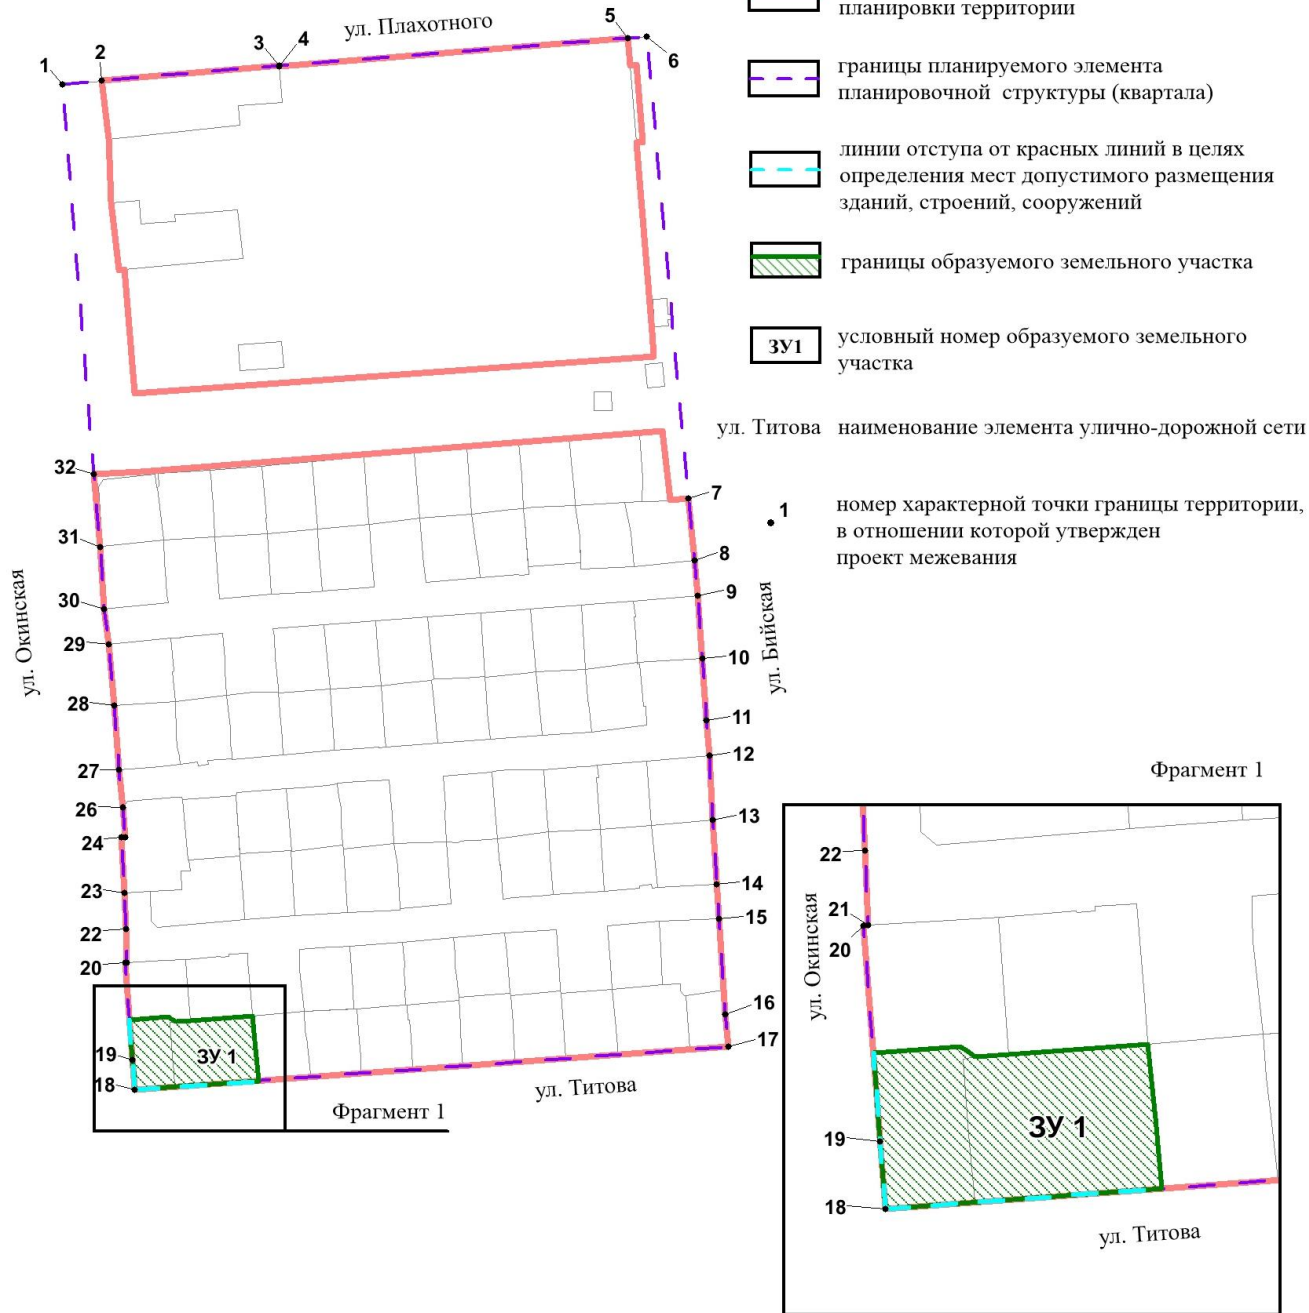 планировки территории
границы планируемого элемента
планировочной структуры (квартала)
линии отступа от красных линий в целях
определения мест допустимого размещения
зданий, строений, сооружений
границы образуемого земельного участка
ЗУ1
условный номер образуемого земельного
участка
ул. Титова наименование элемента улично-дорожной сети
1
номер характерной точки границы территории,
в отношении которой утвержден
проект межевания
ул. Плахотного
1
2
3
4
5
6
32
31
30
29
28
27
26
24
23
22
20
19
18
7
8
9
10
11
12
13
14
15
16
17
ул. Окинская
ул. Бийская
ЗУ 1
ул. Титова
Фрагмент 1
Фрагмент 1
22
21
20
19
18
ул. Окинская
ЗУ 1
ул. Титова